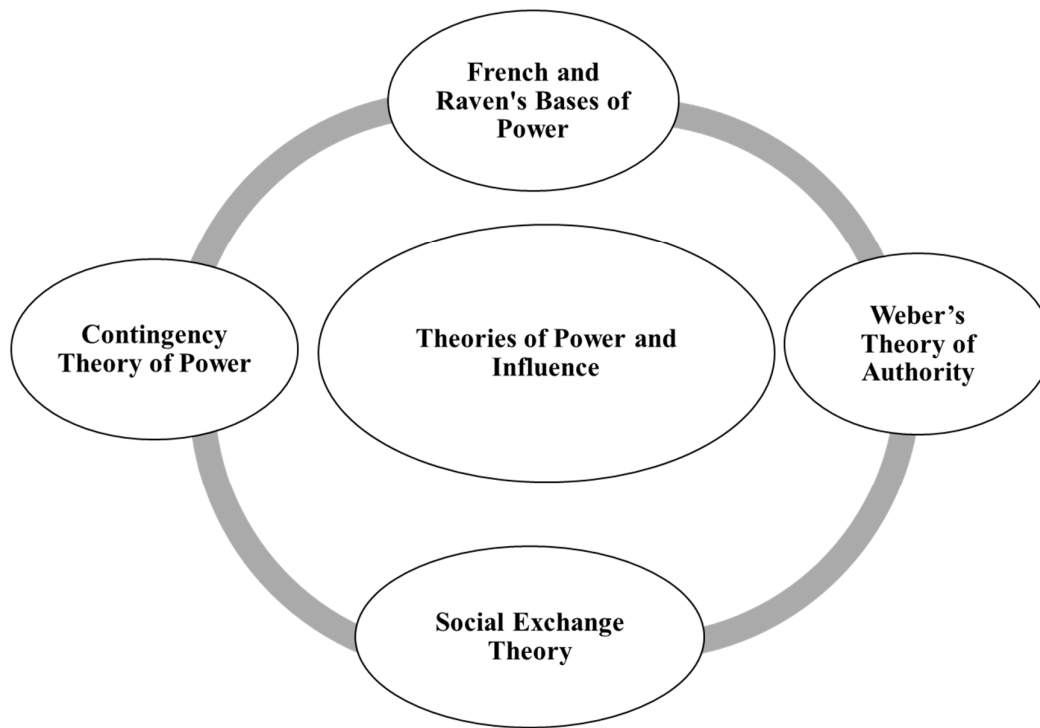 French and
Raven's Bases of
Power
Theories of Power and
Influence
Contingency
Theory of Power
Weber’s
Theory of
Authority
Social Exchange
Theory